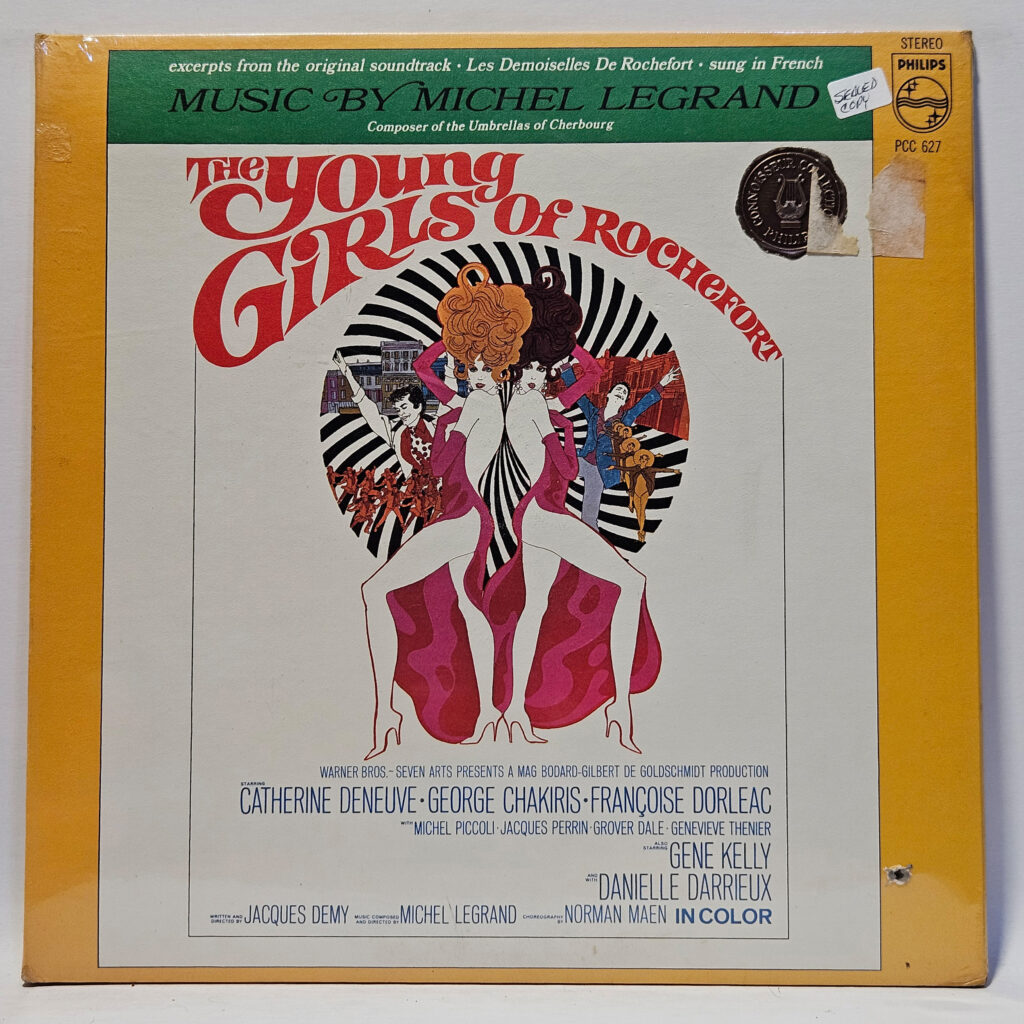 STEREO
PHILIPS
PCC 627
excerpts from the original soundtrack · Les Demoiselles De Rochefort · sung in French
MUSIC BY MICHEL LEGRAND
Composer of the Umbrellas of Cherbourg
SEALED
COPY
CONNOISSEUR COLLECTIO
PHILIP
THE YOUNG
GIRLS OF ROCHEFORT
WARNER BROS.–SEVEN ARTS PRESENTS A MAG BODARD-GILBERT DE GOLDSCHMIDT PRODUCTION
STARRING
CATHERINE DENEUVE · GEORGE CHAKIRIS · FRANÇOISE DORLEAC
WITH MICHEL PICCOLI · JACQUES PERRIN · GROVER DALE · GENEVIEVE THENIER
ALSO STARRING GENE KELLY
AND WITH DANIELLE DARRIEUX
WRITTEN AND DIRECTED BY JACQUES DEMY MUSIC COMPOSED AND DIRECTED BY MICHEL LEGRAND CHOREOGRAPHY BY NORMAN MAEN IN COLOR